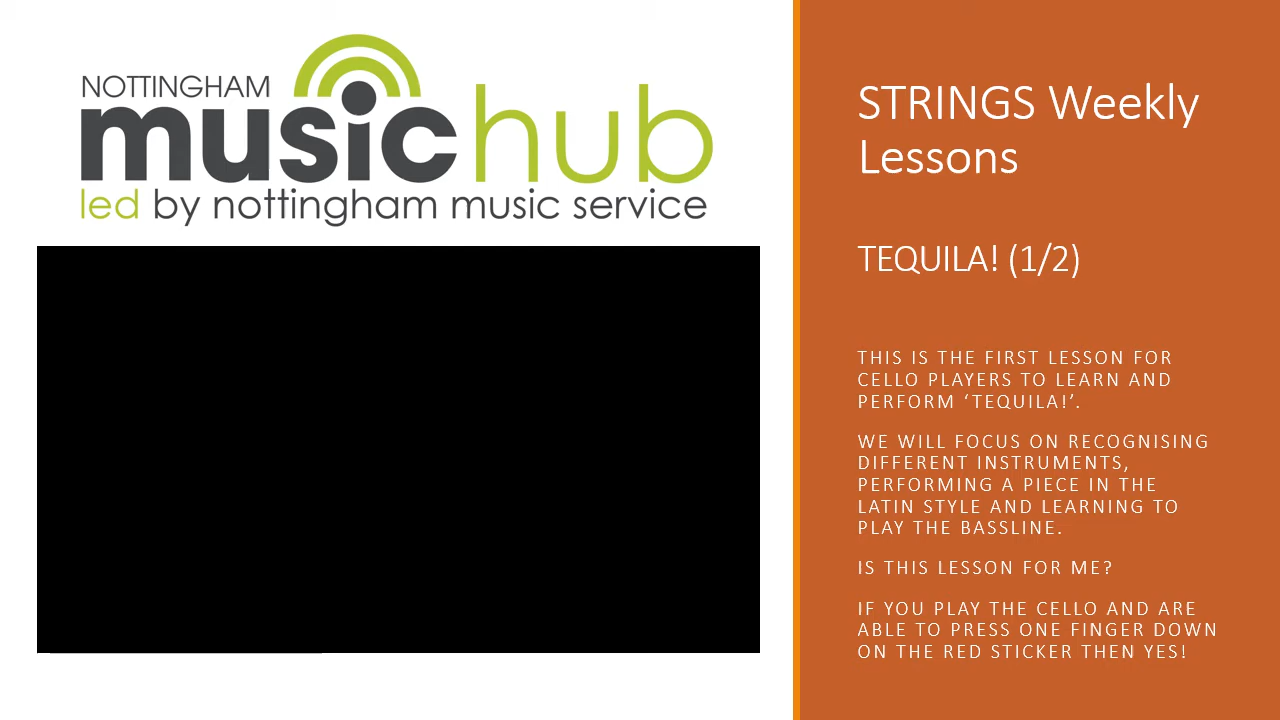 NOTTINGHAM
musichub
led by nottingham music service
STRINGS Weekly
Lessons
TEQUILA! (1/2)
THIS IS THE FIRST LESSON FOR
CELLO PLAYERS TO LEARN AND
PERFORM ‘TEQUILA!’.
WE WILL FOCUS ON RECOGNISING
DIFFERENT INSTRUMENTS,
PERFORMING A PIECE IN THE
LATIN STYLE AND LEARNING TO
PLAY THE BASSLINE.
IS THIS LESSON FOR ME?
IF YOU PLAY THE CELLO AND ARE
ABLE TO PRESS ONE FINGER DOWN
ON THE RED STICKER THEN YES!